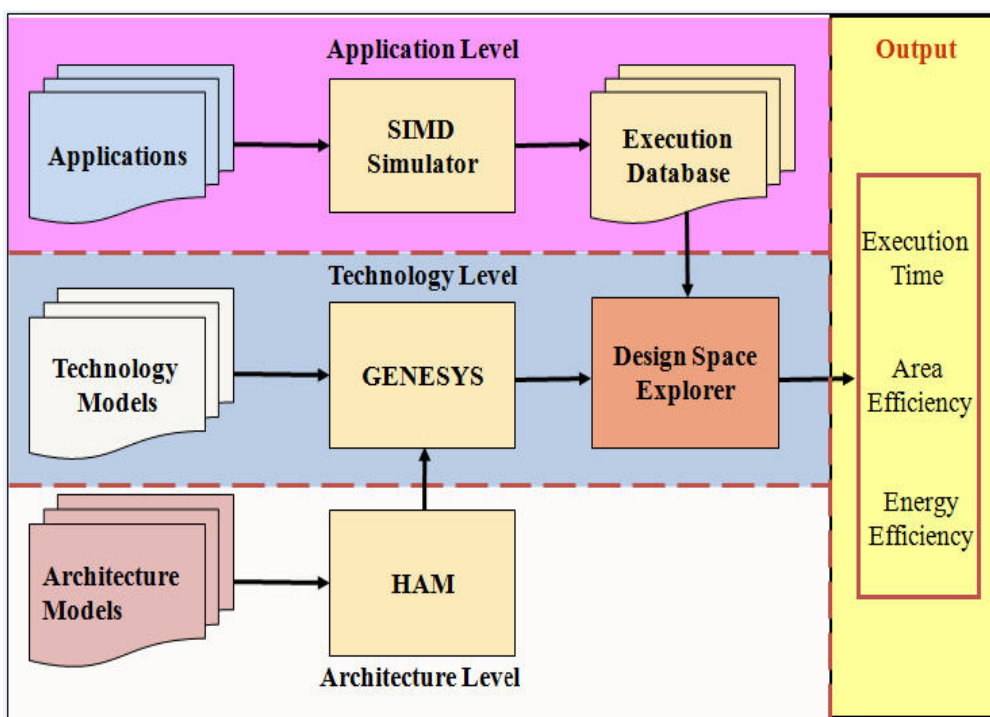 Application Level
Output
Applications
SIMD
Simulator
Execution
Database
Execution
Time
Technology Level
Technology
Models
GENESYS
Design Space
Explorer
Area
Efficiency
Energy
Efficiency
Architecture
Models
HAM
Architecture Level